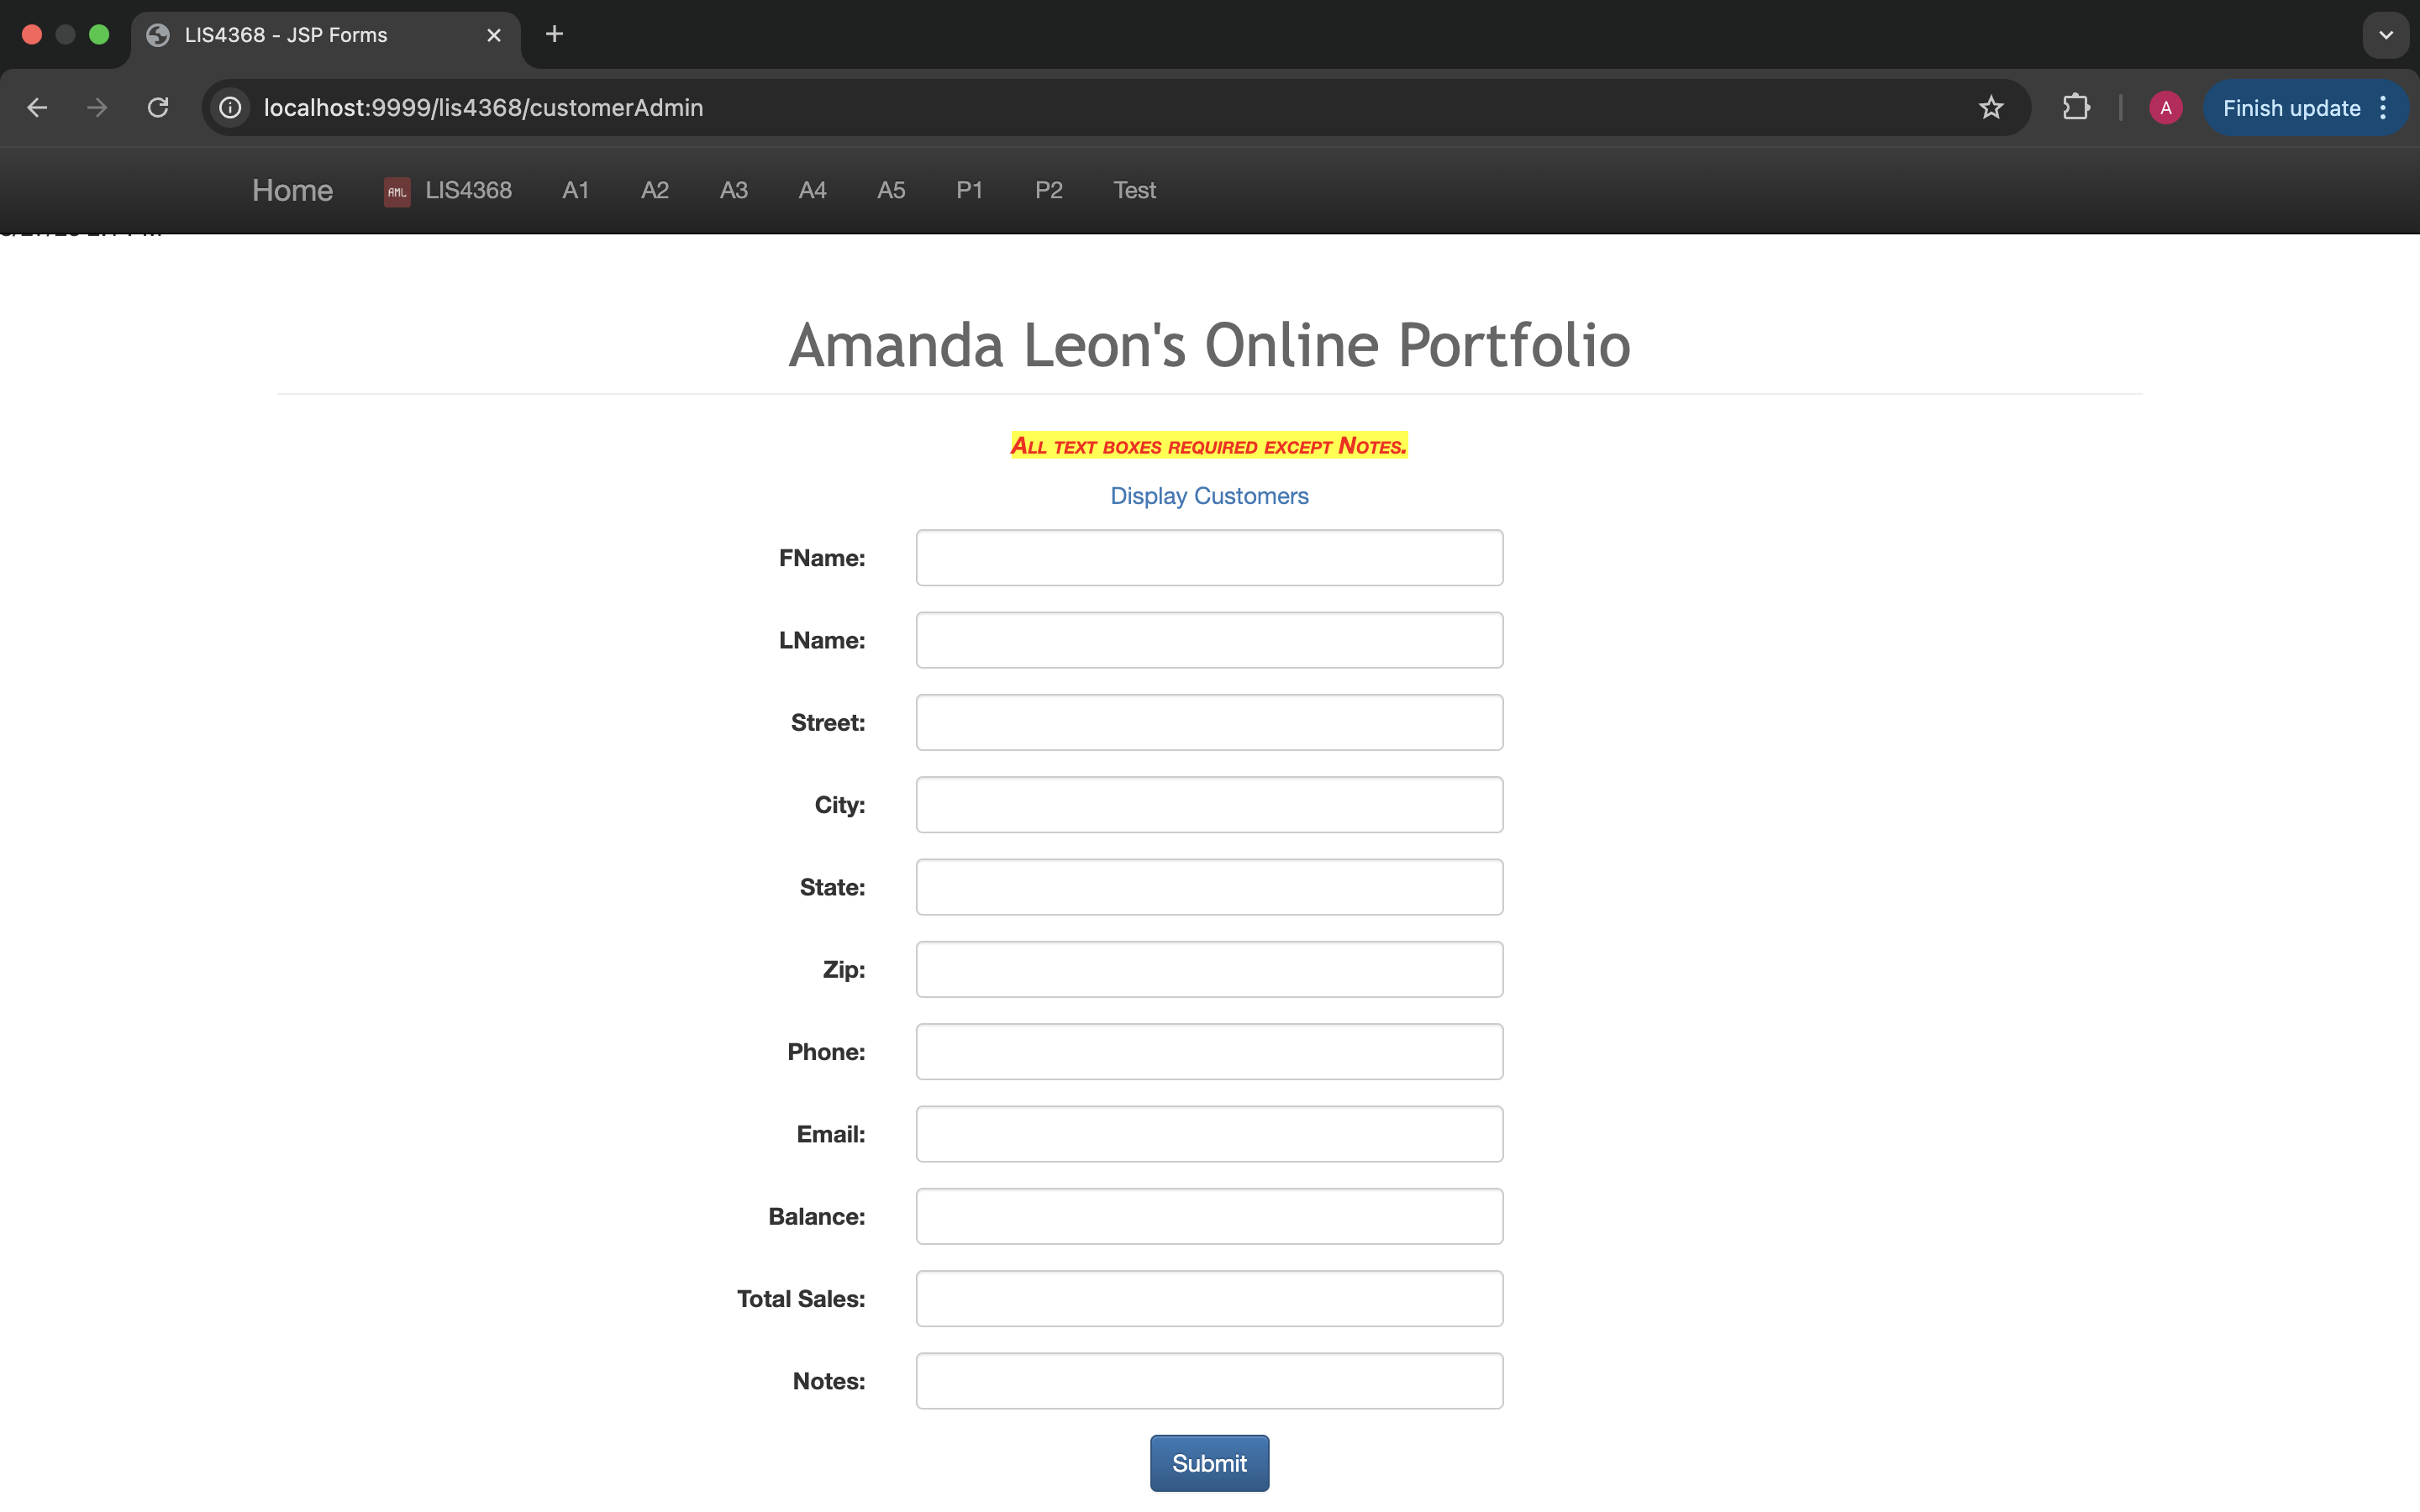 LIS4368 - JSP Forms
localhost:9999/lis4368/customerAdmin
A
Finish update
Home AML LIS4368 A1 A2 A3 A4 A5 P1 P2 Test
Amanda Leon's Online Portfolio
All text boxes required except Notes.
Display Customers
FName:
LName:
Street:
City:
State:
Zip:
Phone:
Email:
Balance:
Total Sales:
Notes:
Submit